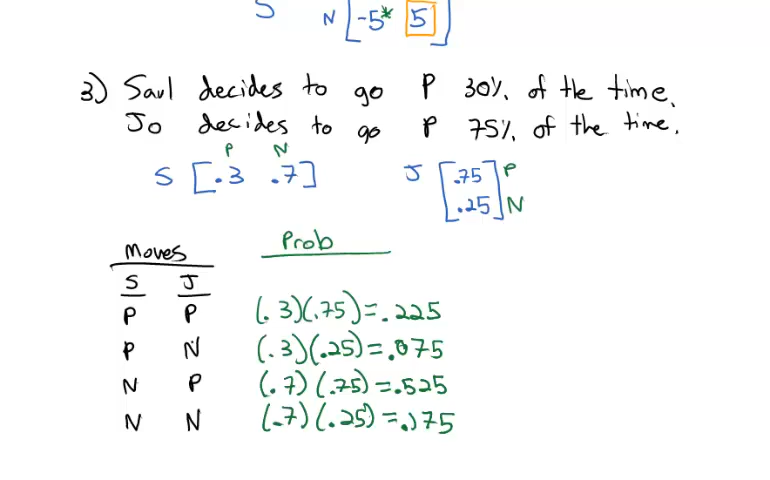 S N [-5* 5]
3) Saul decides to go P 30% of the time.
Jo decides to go P 75% of the time.
P N
S [.3 .7] J [.75 P
.25] N
Moves Prob
S J
P P (.3)(.75)=.225
P N (.3)(.25)=.075
N P (.7)(.75)=.525
N N (.7)(.25)=.175